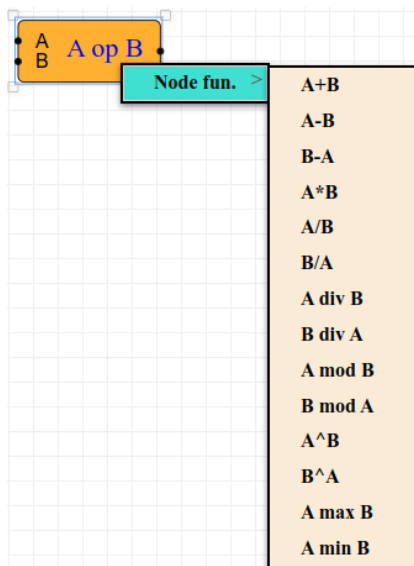 A
B
A op B
Node fun. >
A+B
A-B
B-A
A*B
A/B
B/A
A div B
B div A
A mod B
B mod A
A^B
B^A
A max B
A min B